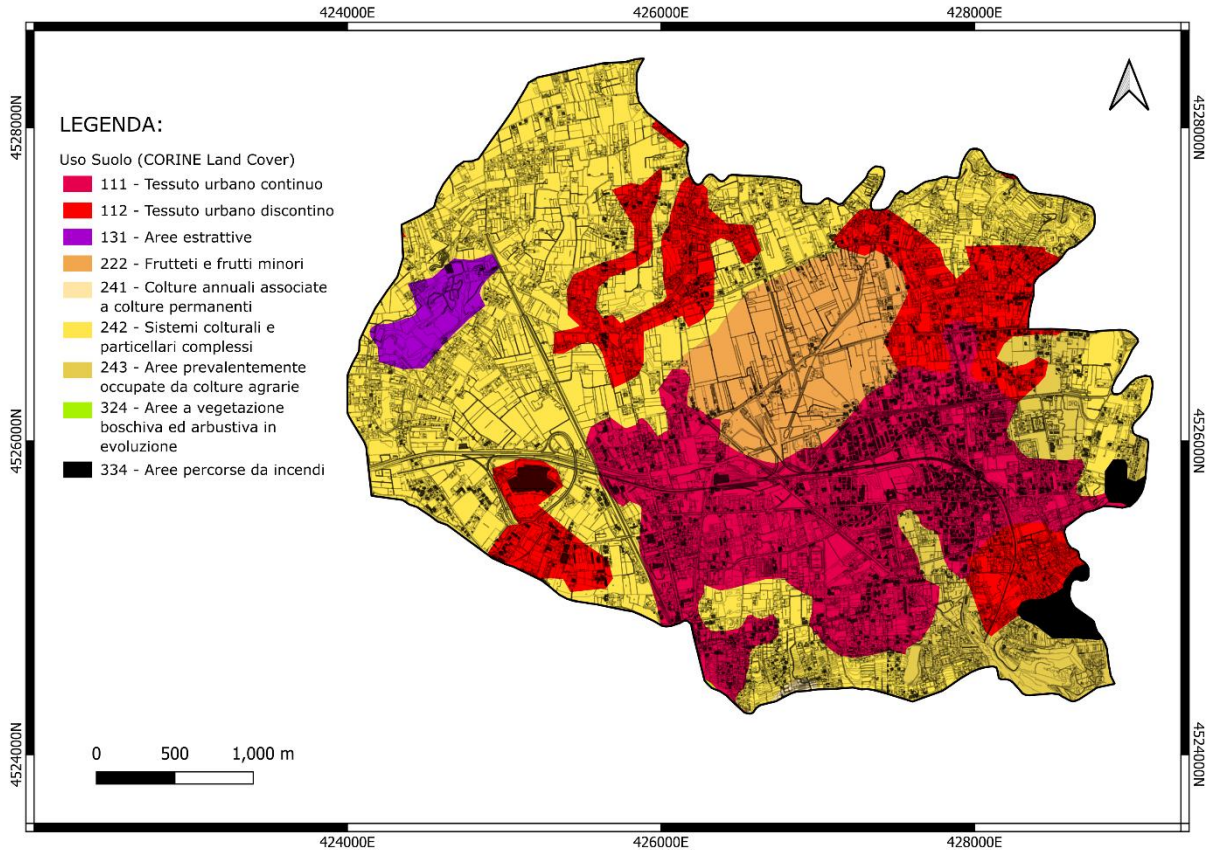 424000E 426000E 428000E
4528000N 4528000N
LEGENDA:
Uso Suolo (CORINE Land Cover)
111 - Tessuto urbano continuo
112 - Tessuto urbano discontino
131 - Aree estrattive
222 - Frutteti e frutti minori
241 - Colture annuali associate
a colture permanenti
242 - Sistemi colturali e
particellari complessi
243 - Aree prevalentemente
occupate da colture agrarie
324 - Aree a vegetazione
boschiva ed arbustiva in
evoluzione
334 - Aree percorse da incendi
4526000N 4526000N
0 500 1,000 m
4524000N 4524000N
424000E 426000E 428000E